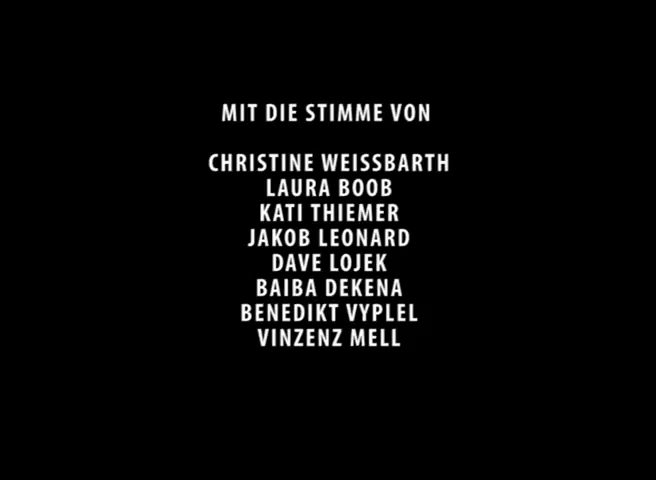 MIT DIE STIMME VON
CHRISTINE WEISSBARTH
LAURA BOOB
KATI THIEMER
JAKOB LEONARD
DAVE LOJEK
BAIBA DEKENA
BENEDIKT VYPLEL
VINZENZ MELL